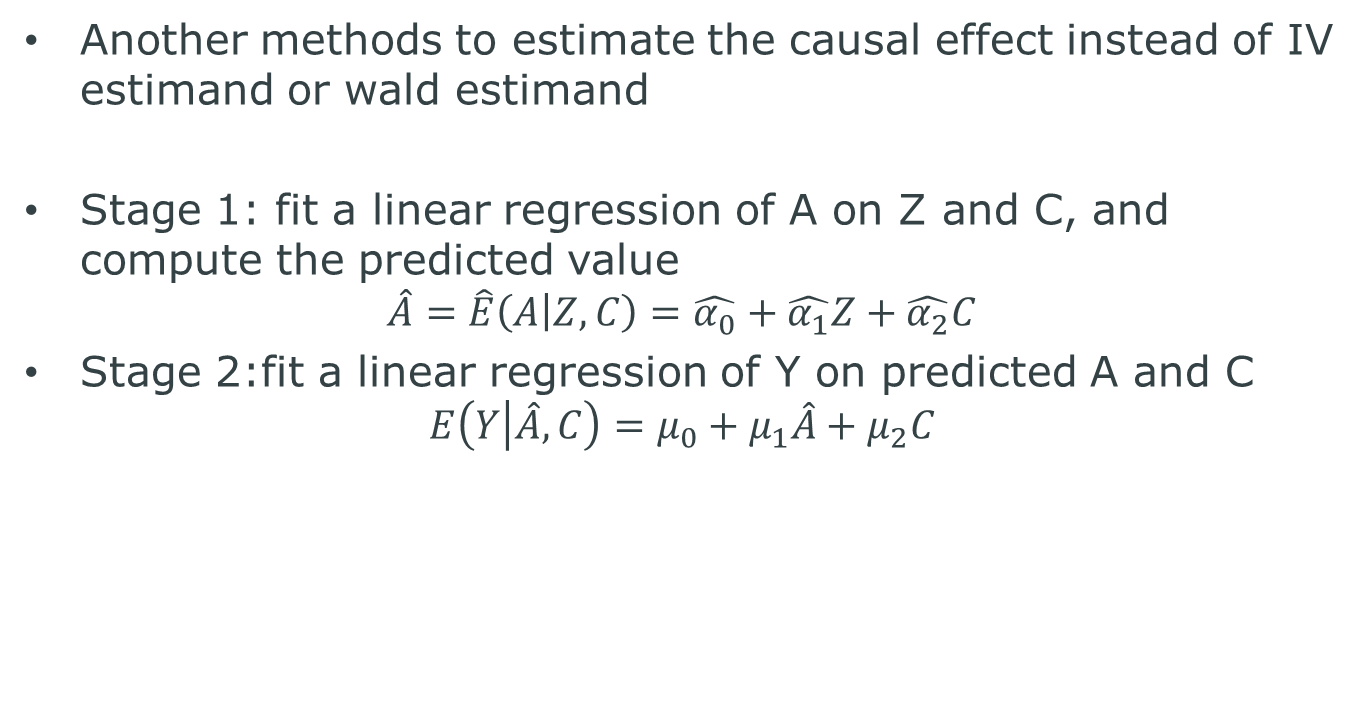 • Another methods to estimate the causal effect instead of IV
estimand or wald estimand
• Stage 1: fit a linear regression of A on Z and C, and
compute the predicted value
Â = Ê(A|Z, C) = α̂₀ + α̂₁Z + α̂₂C
• Stage 2:fit a linear regression of Y on predicted A and C
E(Y|Â, C) = μ₀ + μ₁Â + μ₂C